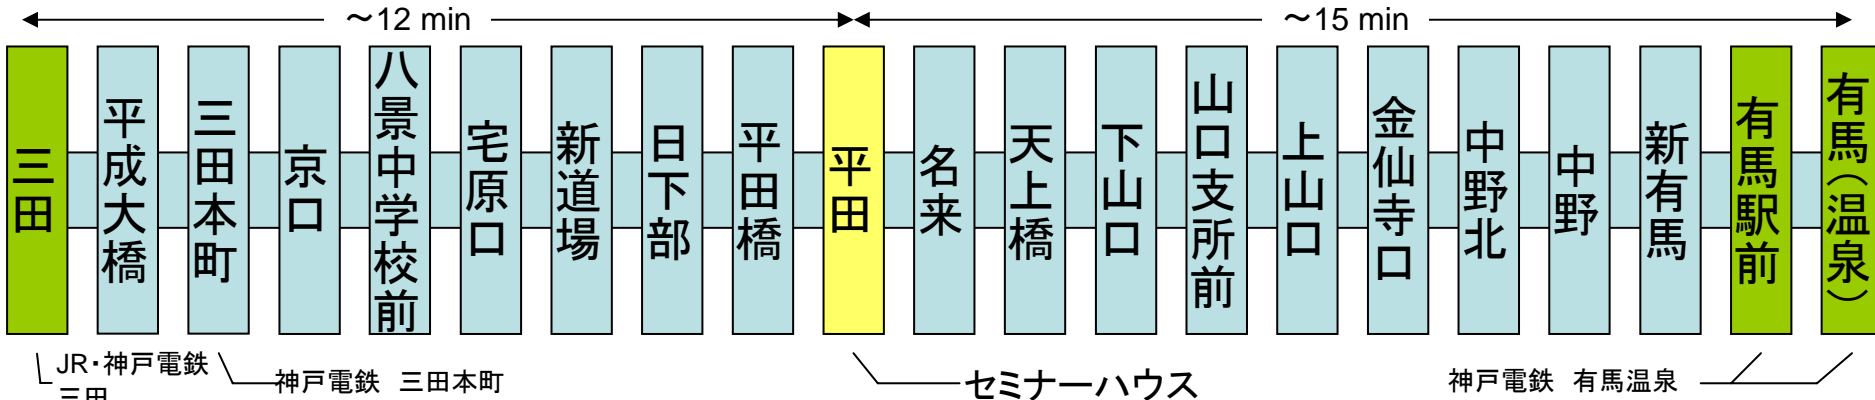 ～12 min
～15 min
三田
平成大橋
三田本町
京口
八景中学校前
宅原口
新道場
日下部
平田橋
平田
名来
天上橋
下山口
山口支所前
上山口
金仙寺口
中野北
中野
新有馬
有馬駅前
有馬(温泉)
JR・神戸電鉄
三田
神戸電鉄 三田本町
セミナーハウス
神戸電鉄 有馬温泉